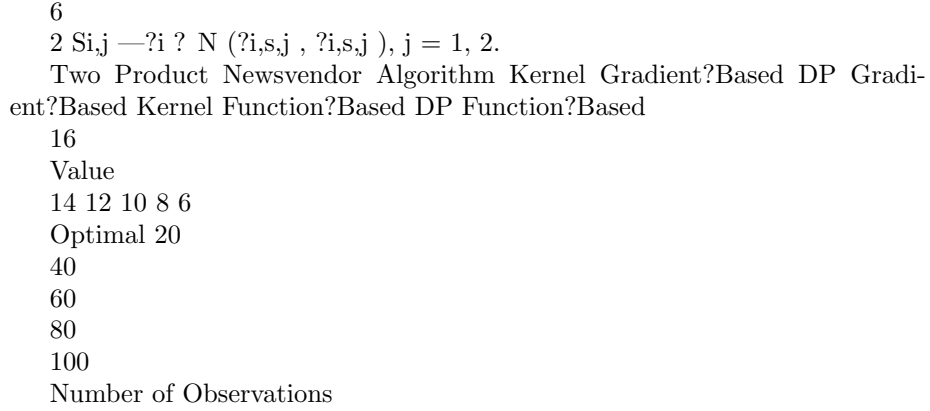 6
2 Si,j —?i ? N (?i,s,j , ?i,s,j ), j = 1, 2.
Two Product Newsvendor Algorithm Kernel Gradient?Based DP Gradi-
ent?Based Kernel Function?Based DP Function?Based
16
Value
14 12 10 8 6
Optimal 20
40
60
80
100
Number of Observations